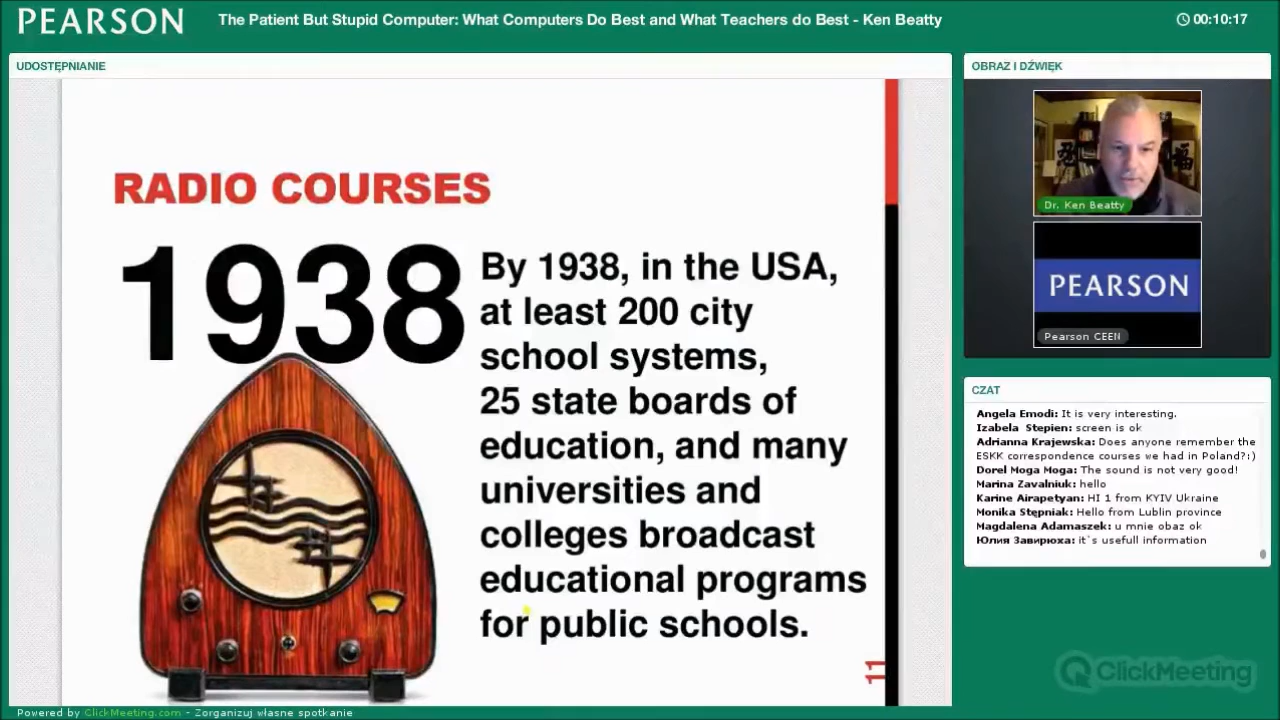 PEARSON
The Patient But Stupid Computer: What Computers Do Best and What Teachers do Best - Ken Beatty
00:10:17
UDOSTĘPNIANIE
RADIO COURSES
1938
By 1938, in the USA,
at least 200 city
school systems,
25 state boards of
education, and many
universities and
colleges broadcast
educational programs
for public schools.
11
OBRAZ I DŹWIĘK
Dr. Ken Beatty
PEARSON
Pearson CEEN
CZAT
Angela Emodi: It is very interesting.
Izabela Stepien: screen is ok
Adrianna Krajewska: Does anyone remember the
ESKK correspondence courses we had in Poland?:)
Dorel Moga Moga: The sound is not very good!
Marina Zavalniuk: hello
Karine Airapetyan: HI 1 from KYIV Ukraine
Monika Stępniak: Hello from Lublin province
Magdalena Adamaszek: u mnie obaz ok
Юлия Завирюха: it`s usefull information
ClickMeeting
Powered by ClickMeeting.com - Zorganizuj własne spotkanie